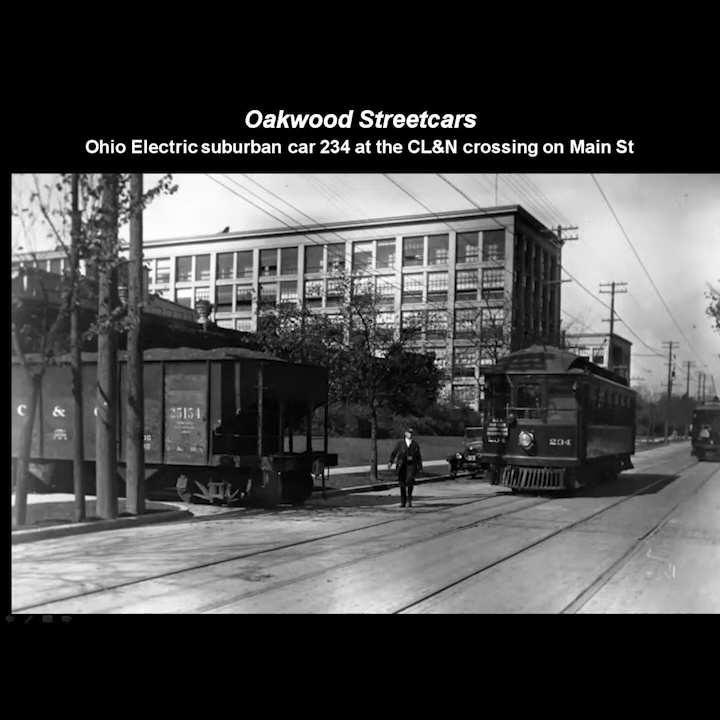 Oakwood Streetcars
Ohio Electric suburban car 234 at the CL&N crossing on Main St
C & O
25154
234